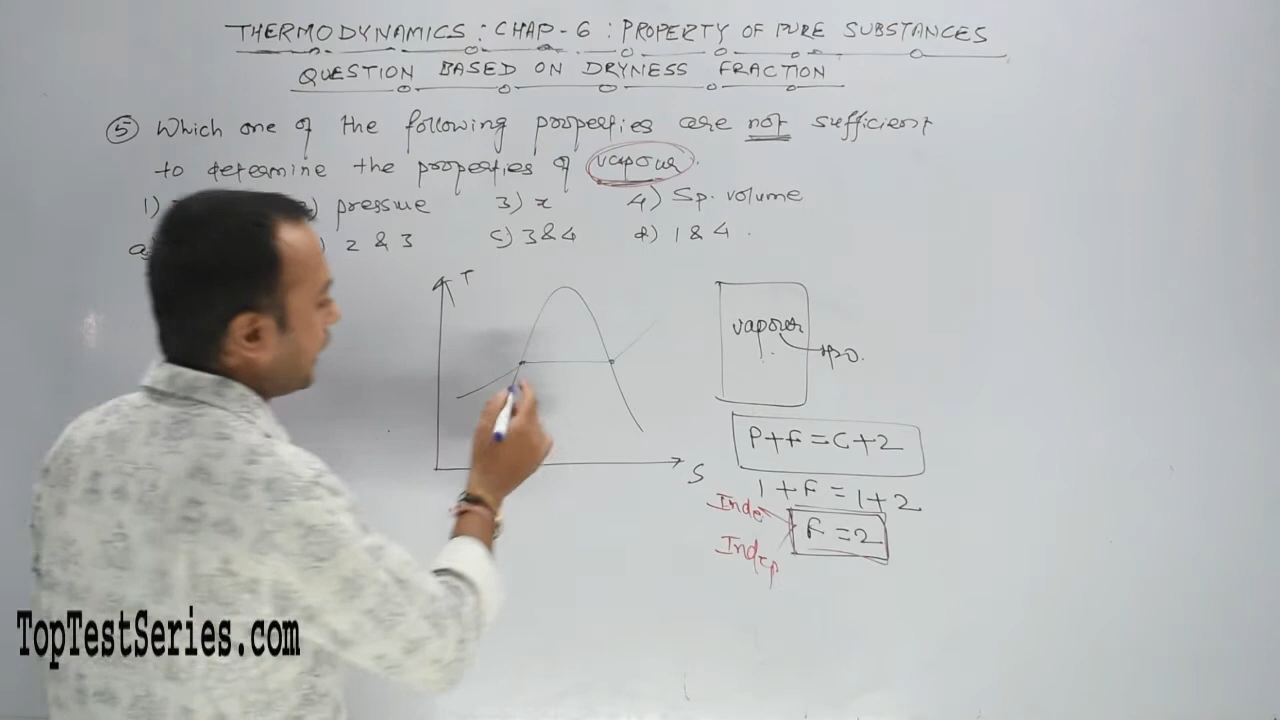 THERMODYNAMICS : CHAP-6 : PROPERTY OF PURE SUBSTANCES
QUESTION BASED ON DRYNESS FRACTION
⑤ Which one of the following properties are not sufficient
to determine the properties of vapour.
1) pressure 3) x 4) Sp. volume
a) 2 & 3 c) 3 & 4 d) 1 & 4 .
T
S
vapour
H2O.
P+F=C+2
1+F=1+2
F=2
Inde
Indep
TopTestSeries.com